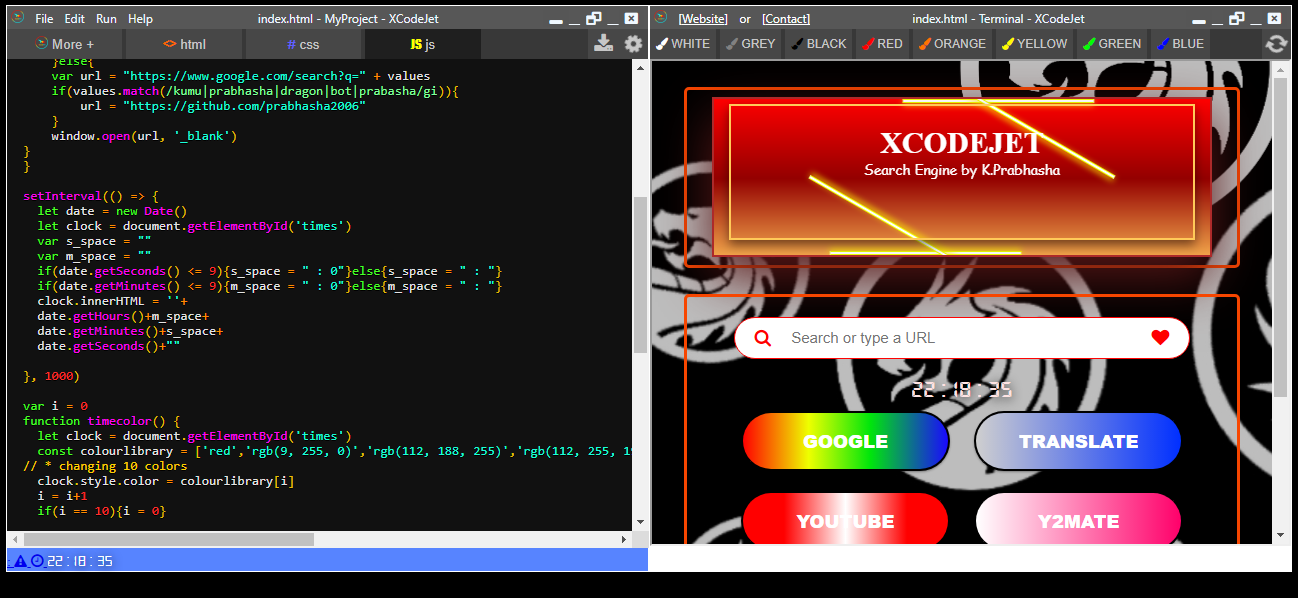 File Edit Run Help index.html - MyProject - XCodeJet
More + <> html # css JS js
}else{
var url = "https://www.google.com/search?q=" + values
if(values.match(/kumu|prabhasha|dragon|bot|prabasha/gi)){
url = "https://github.com/prabhasha2006"
}
window.open(url, '_blank')
}
}
setInterval(() => {
let date = new Date()
let clock = document.getElementById('times')
var s_space = ""
var m_space = ""
if(date.getSeconds() <= 9){s_space = " : 0"}else{s_space = " : "}
if(date.getMinutes() <= 9){m_space = " : 0"}else{m_space = " : "}
clock.innerHTML = ''+
date.getHours()+m_space+
date.getMinutes()+s_space+
date.getSeconds()+""
}, 1000)
var i = 0
function timecolor() {
let clock = document.getElementById('times')
const colourlibrary = ['red','rgb(9, 255, 0)','rgb(112, 188, 255)','rgb(112, 255, 19
// * changing 10 colors
clock.style.color = colourlibrary[i]
i = i+1
if(i == 10){i = 0}
22:18:35
[Website] or [Contact] index.html - Terminal - XCodeJet
WHITE GREY BLACK RED ORANGE YELLOW GREEN BLUE
XCODEJET
Search Engine by K.Prabhasha
Search or type a URL
22:18:35
GOOGLE TRANSLATE
YOUTUBE Y2MATE